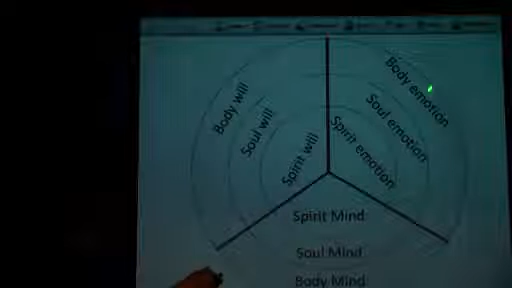 Body will
Soul will
Spirit will
Body emotion
Soul emotion
Spirit emotion
Spirit Mind
Soul Mind
Body Mind